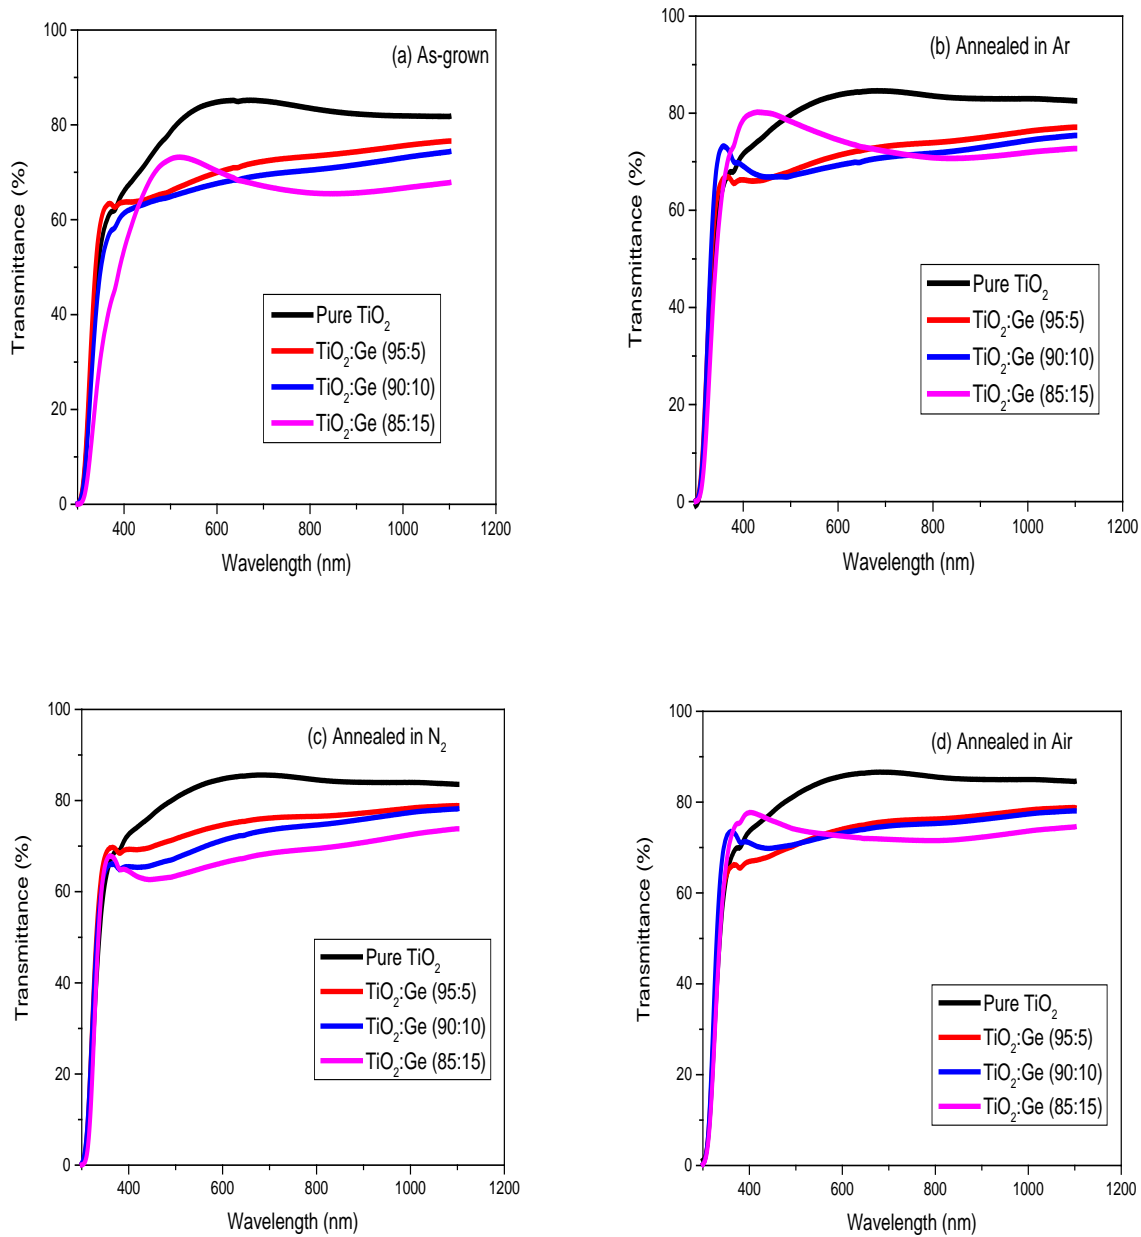 (a) As-grown
100
80
60
40
20
0
Transmittance (%)
Pure TiO₂
TiO₂:Ge (95:5)
TiO₂:Ge (90:10)
TiO₂:Ge (85:15)
400 600 800 1000 1200
Wavelength (nm)
(b) Annealed in Ar
100
80
60
40
20
0
Transmittance (%)
Pure TiO₂
TiO₂:Ge (95:5)
TiO₂:Ge (90:10)
TiO₂:Ge (85:15)
400 600 800 1000 1200
Wavelength (nm)
(c) Annealed in N₂
100
80
60
40
20
0
Transmittance (%)
Pure TiO₂
TiO₂:Ge (95:5)
TiO₂:Ge (90:10)
TiO₂:Ge (85:15)
400 600 800 1000 1200
Wavelength (nm)
(d) Annealed in Air
100
80
60
40
20
0
Transmittance (%)
Pure TiO₂
TiO₂:Ge (95:5)
TiO₂:Ge (90:10)
TiO₂:Ge (85:15)
400 600 800 1000 1200
Wavelength (nm)